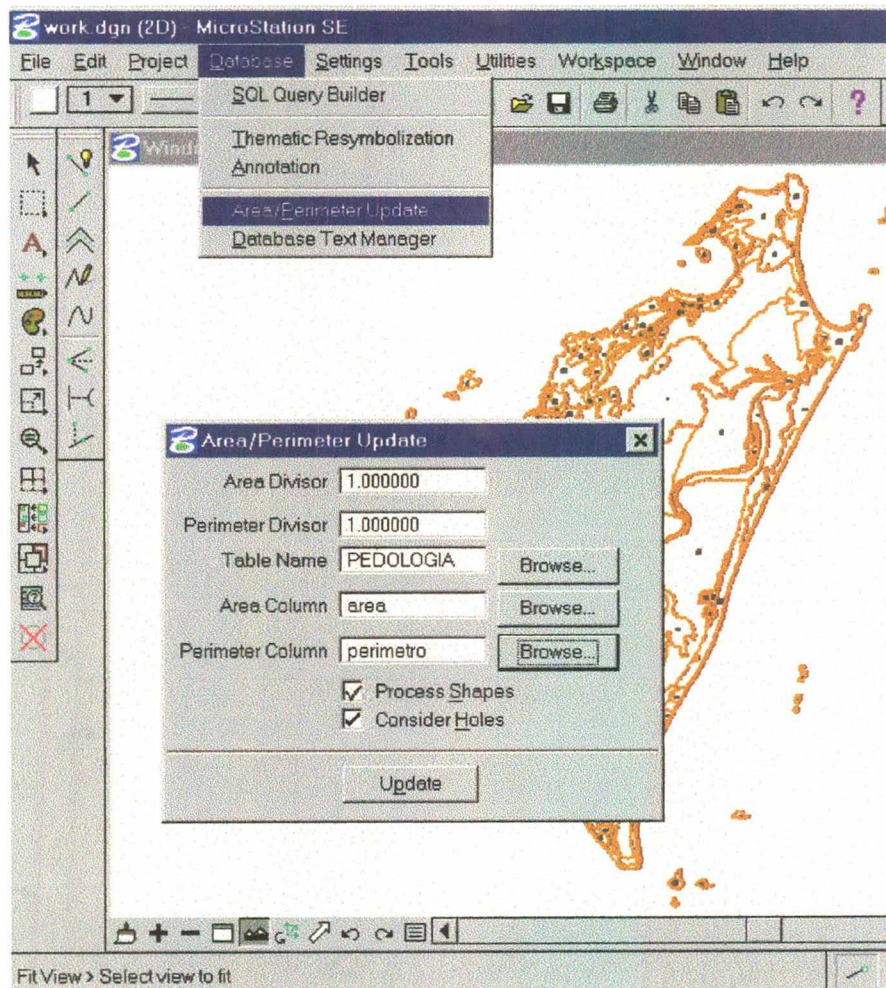 work.dgn (2D) - MicroStation SE
File Edit Project Database Settings Tools Utilities Workspace Window Help
1
SQL Query Builder
Thematic Resymbolization
Annotation
Area/Perimeter Update
Database Text Manager
Area/Perimeter Update
Area Divisor 1.000000
Perimeter Divisor 1.000000
Table Name PEDOLOGIA Browse...
Area Column area Browse...
Perimeter Column perimetro Browse...
Process Shapes
Consider Holes
Update
Fit View > Select view to fit